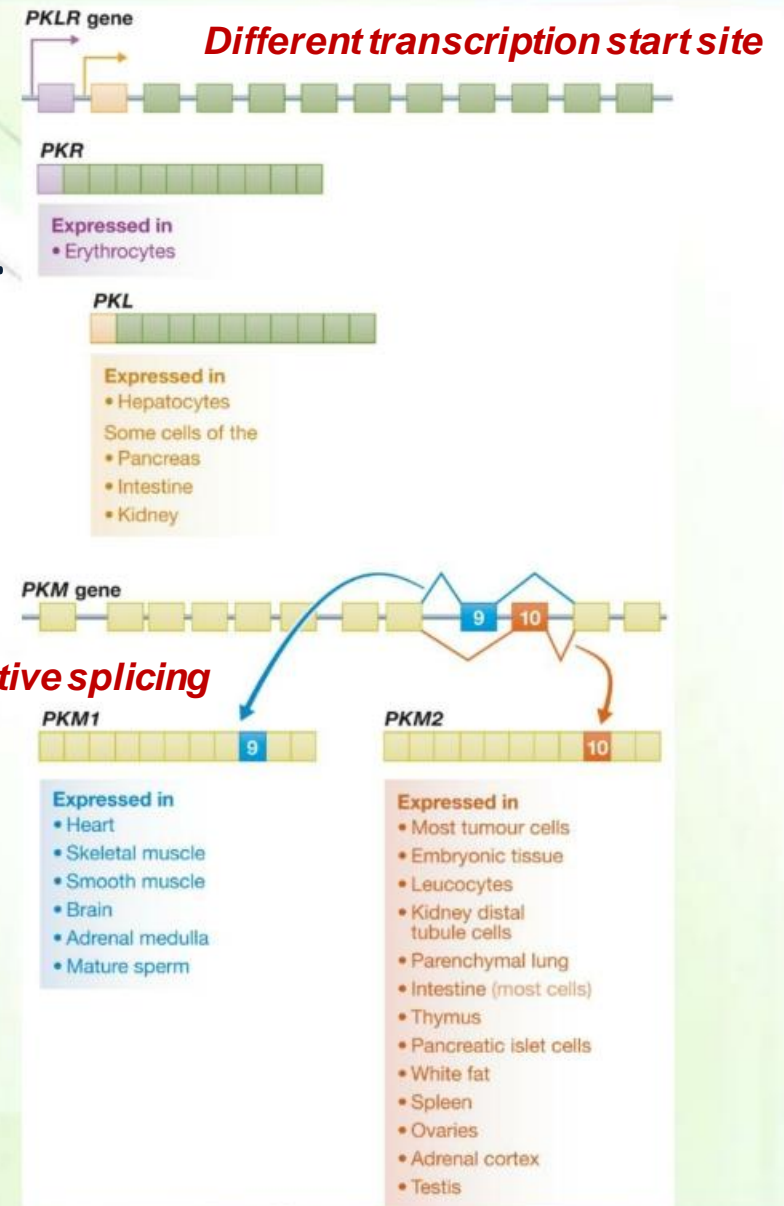 PKLR gene
Different transcription start site
PKR
Expressed in
• Erythrocytes
PKL
Expressed in
• Hepatocytes
Some cells of the
• Pancreas
• Intestine
• Kidney
PKM gene
9 10
tive splicing
PKM1
9
Expressed in
• Heart
• Skeletal muscle
• Smooth muscle
• Brain
• Adrenal medulla
• Mature sperm
PKM2
10
Expressed in
• Most tumour cells
• Embryonic tissue
• Leucocytes
• Kidney distal
tubule cells
• Parenchymal lung
• Intestine (most cells)
• Thymus
• Pancreatic islet cells
• White fat
• Spleen
• Ovaries
• Adrenal cortex
• Testis